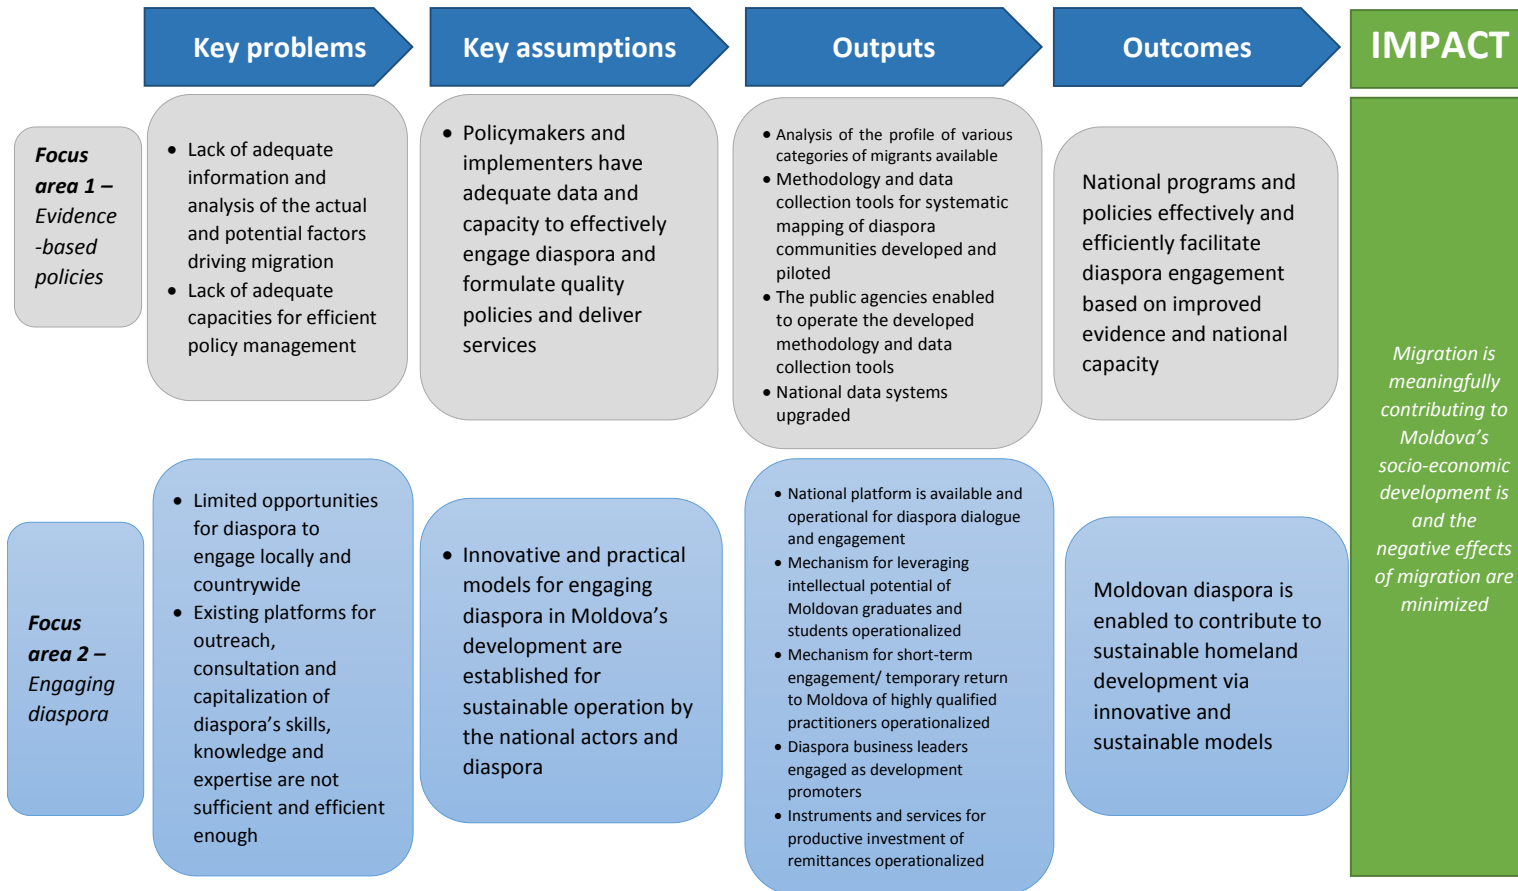 Key problems
Key assumptions
Outputs
Outcomes
IMPACT
Focus
area 1 –
Evidence
-based
policies
• Lack of adequate
information and
analysis of the actual
and potential factors
driving migration
• Lack of adequate
capacities for efficient
policy management
• Policymakers and
implementers have
adequate data and
capacity to effectively
engage diaspora and
formulate quality
policies and deliver
services
• Analysis of the profile of various
categories of migrants available
• Methodology and data
collection tools for systematic
mapping of diaspora
communities developed and
piloted
• The public agencies enabled
to operate the developed
methodology and data
collection tools
• National data systems
upgraded
National programs and
policies effectively and
efficiently facilitate
diaspora engagement
based on improved
evidence and national
capacity
Focus
area 2 –
Engaging
diaspora
• Limited opportunities
for diaspora to
engage locally and
countrywide
• Existing platforms for
outreach,
consultation and
capitalization of
diaspora’s skills,
knowledge and
expertise are not
sufficient and efficient
enough
• Innovative and practical
models for engaging
diaspora in Moldova’s
development are
established for
sustainable operation by
the national actors and
diaspora
• National platform is available and
operational for diaspora dialogue
and engagement
• Mechanism for leveraging
intellectual potential of
Moldovan graduates and
students operationalized
• Mechanism for short-term
engagement/ temporary return
to Moldova of highly qualified
practitioners operationalized
• Diaspora business leaders
engaged as development
promoters
• Instruments and services for
productive investment of
remittances operationalized
Moldovan diaspora is
enabled to contribute to
sustainable homeland
development via
innovative and
sustainable models
Migration is
meaningfully
contributing to
Moldova’s
socio-economic
development is
and the
negative effects
of migration are
minimized